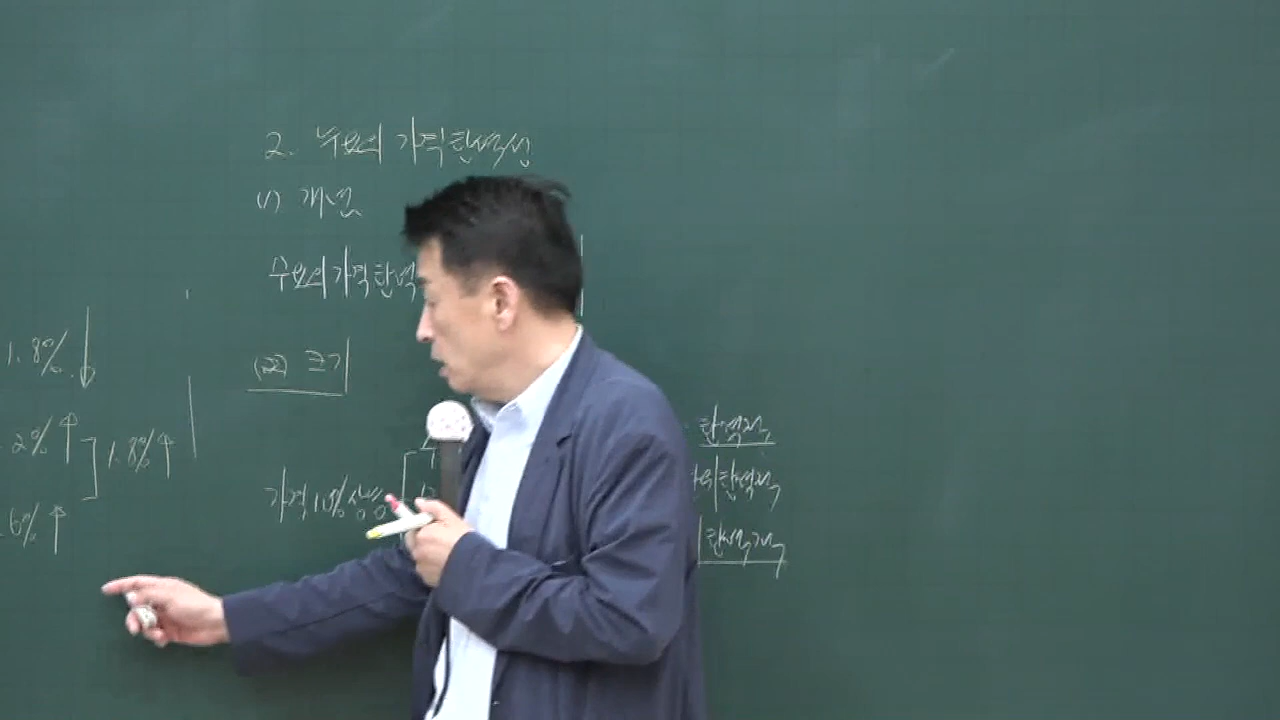 2. 수요의 가격탄력성
(1) 개념
수요의 가격탄력
1.8% ↓
(2) 크기
2% ↑
1.8% ↑
6% ↑
가격 10% 상승
탄력적
단위탄력적
비탄력적